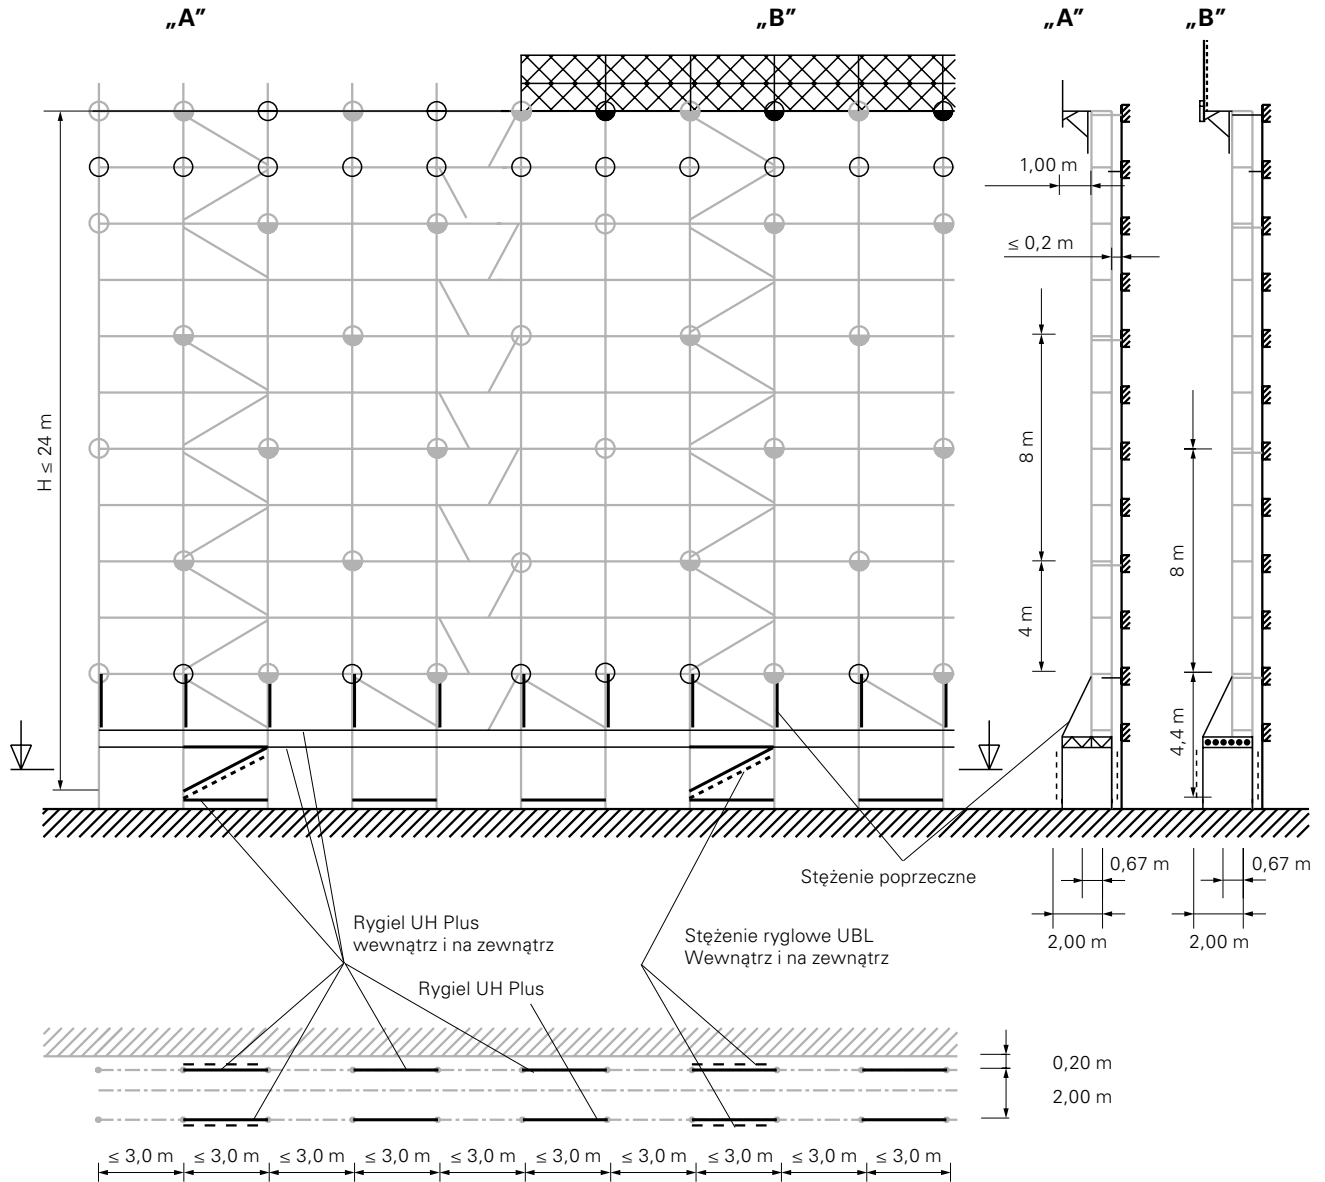 „A”
„B”
„A”
„B”
1,00 m
≤ 0,2 m
H ≤ 24 m
8 m
4 m
8 m
4,4 m
0,67 m
0,67 m
2,00 m
2,00 m
Stężenie poprzeczne
Rygiel UH Plus
wewnątrz i na zewnątrz
Stężenie ryglowe UBL
Wewnątrz i na zewnątrz
Rygiel UH Plus
0,20 m
2,00 m
≤ 3,0 m ≤ 3,0 m ≤ 3,0 m ≤ 3,0 m ≤ 3,0 m ≤ 3,0 m ≤ 3,0 m ≤ 3,0 m ≤ 3,0 m ≤ 3,0 m